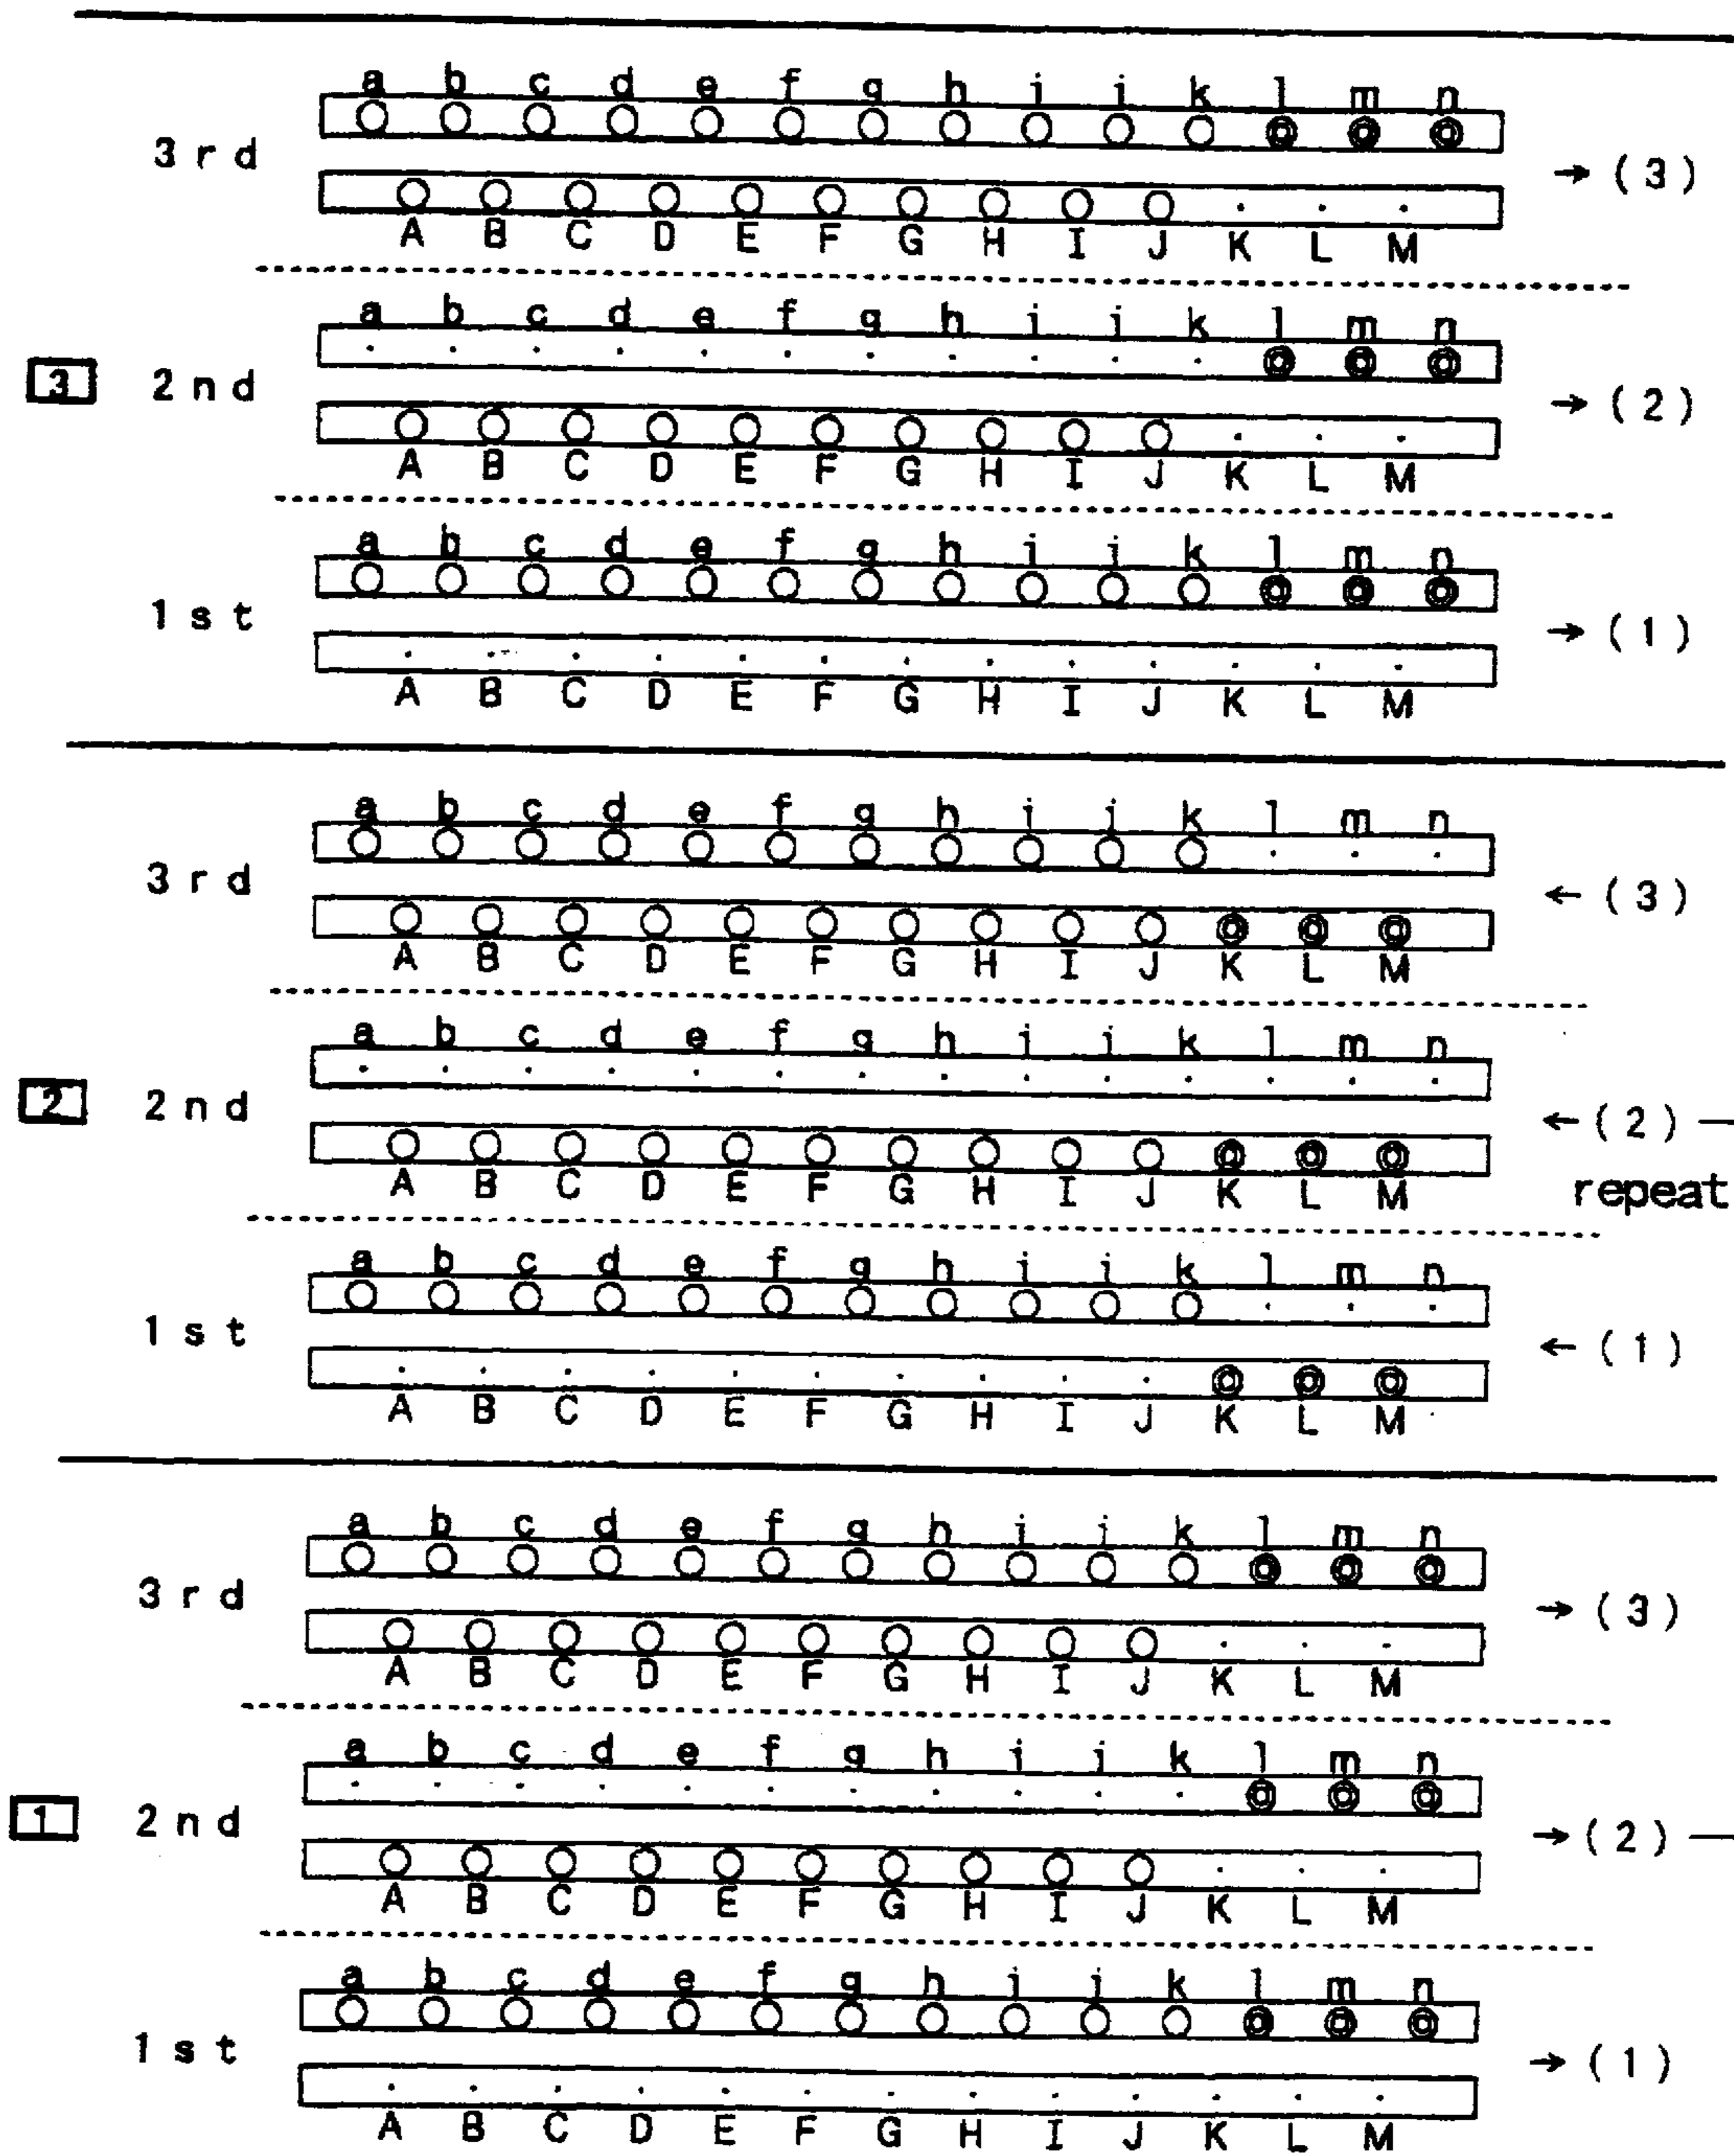 a b c d e f g h i j k l m n
3rd → (3)
A B C D E F G H I J K L M
a b c d e f g h i j k l m n
3 2nd → (2)
A B C D E F G H I J K L M
a b c d e f g h i j k l m n
1st → (1)
A B C D E F G H I J K L M
a b c d e f g h i j k l m n
3rd ← (3)
A B C D E F G H I J K L M
a b c d e f g h i j k l m n
2 2nd ← (2)
A B C D E F G H I J K L M repeat
a b c d e f g h i j k l m n
1st ← (1)
A B C D E F G H I J K L M
a b c d e f g h i j k l m n
3rd → (3)
A B C D E F G H I J K L M
a b c d e f g h i j k l m n
1 2nd → (2)
A B C D E F G H I J K L M
a b c d e f g h i j k l m n
1st → (1)
A B C D E F G H I J K L M